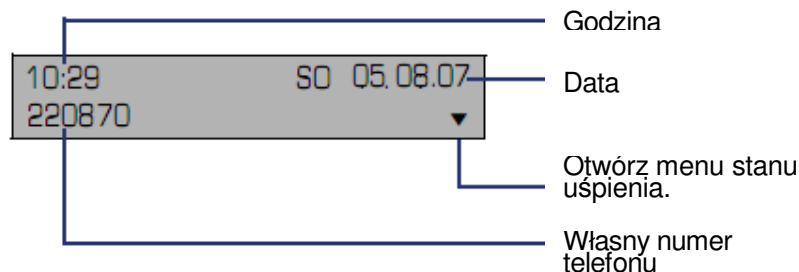 Godzina
10:29 SO 05.08.07
Data
220870 ▼
Otwórz menu stanu
uśpienia.
Własny numer
telefonu